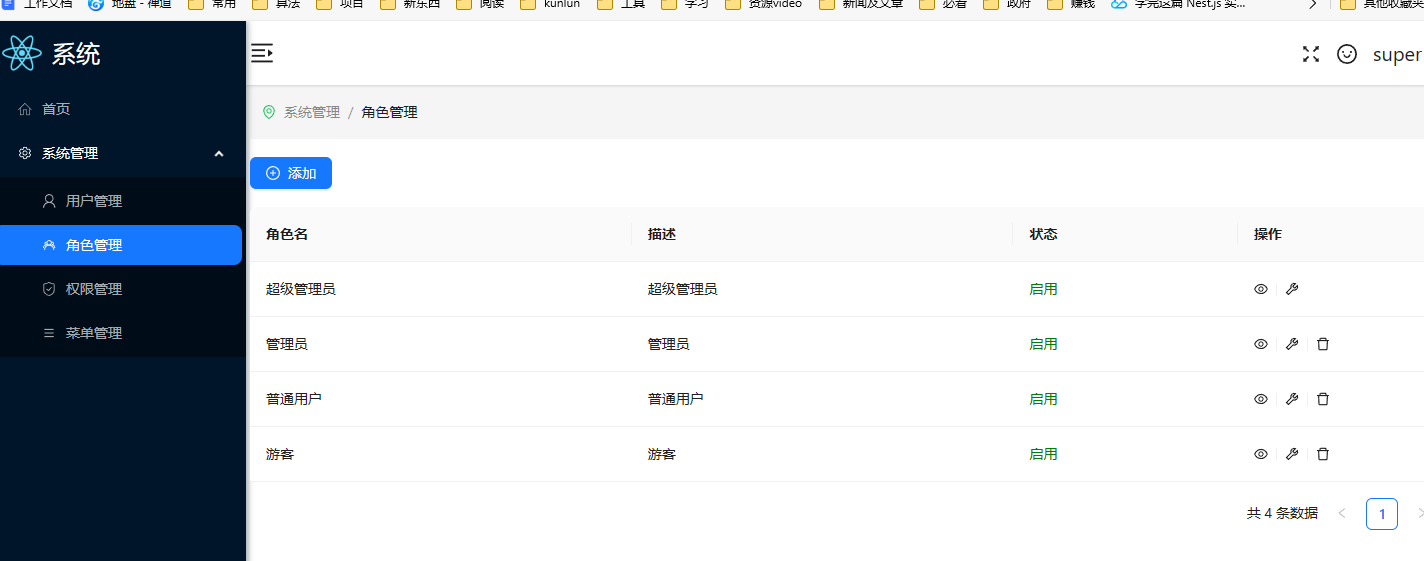 工作文档 地盘 - 禅道 常用 算法 项目 新东西 阅读 kunlun 工具 学习 资源video 新闻及文章 必看 政府 赚钱 学完这篇 Nest.js 实... 其他收藏夹
系统
super
首页
系统管理
用户管理
角色管理
权限管理
菜单管理
系统管理 / 角色管理
添加
角色名 描述 状态 操作
超级管理员 超级管理员 启用
管理员 管理员 启用
普通用户 普通用户 启用
游客 游客 启用
共 4 条数据 1